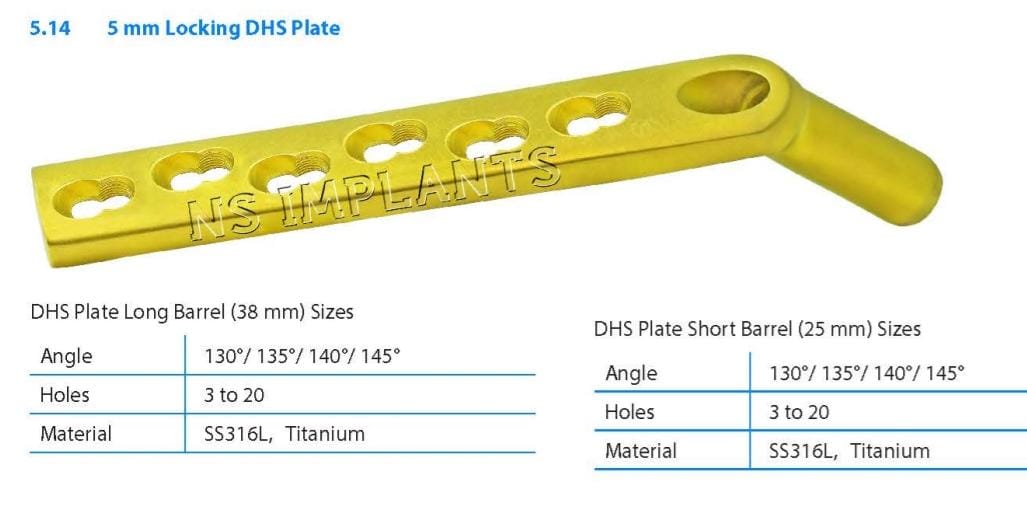 5.14 5 mm Locking DHS Plate
NS IMPLANTS
DHS Plate Long Barrel (38 mm) Sizes
Angle 130°/ 135°/ 140°/ 145°
Holes 3 to 20
Material SS316L, Titanium
DHS Plate Short Barrel (25 mm) Sizes
Angle 130°/ 135°/ 140°/ 145°
Holes 3 to 20
Material SS316L, Titanium